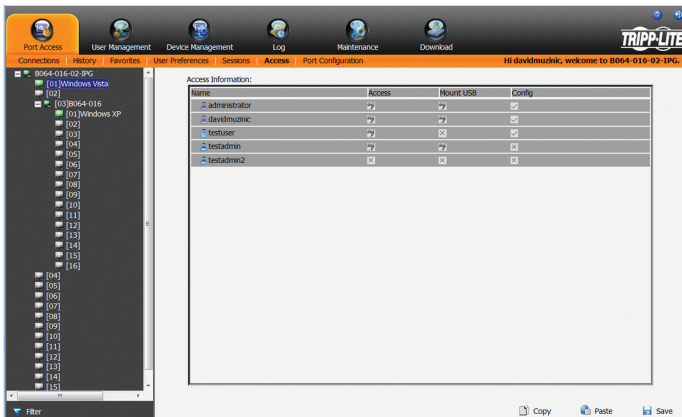 Port Access
User Management
Device Management
Log
Maintenance
Download
TRIPP·LITE
Connections
History
Favorites
User Preferences
Sessions
Access
Port Configuration
Hi davidmuzinic, welcome to B064-016-02-IPG.
B064-016-02-IPG
[01]Windows Vista
[02]
[03]B064-016
[01]Windows XP
[02]
[03]
[04]
[05]
[06]
[07]
[08]
[09]
[10]
[11]
[12]
[13]
[14]
[15]
[16]
[04]
[05]
[06]
[07]
[08]
[09]
[10]
[11]
[12]
[13]
[14]
[15]
Filter
Access Information:
Name Access Mount USB Config
administrator
davidmuzinic
testuser
testadmin
testadmin2
Copy
Paste
Save